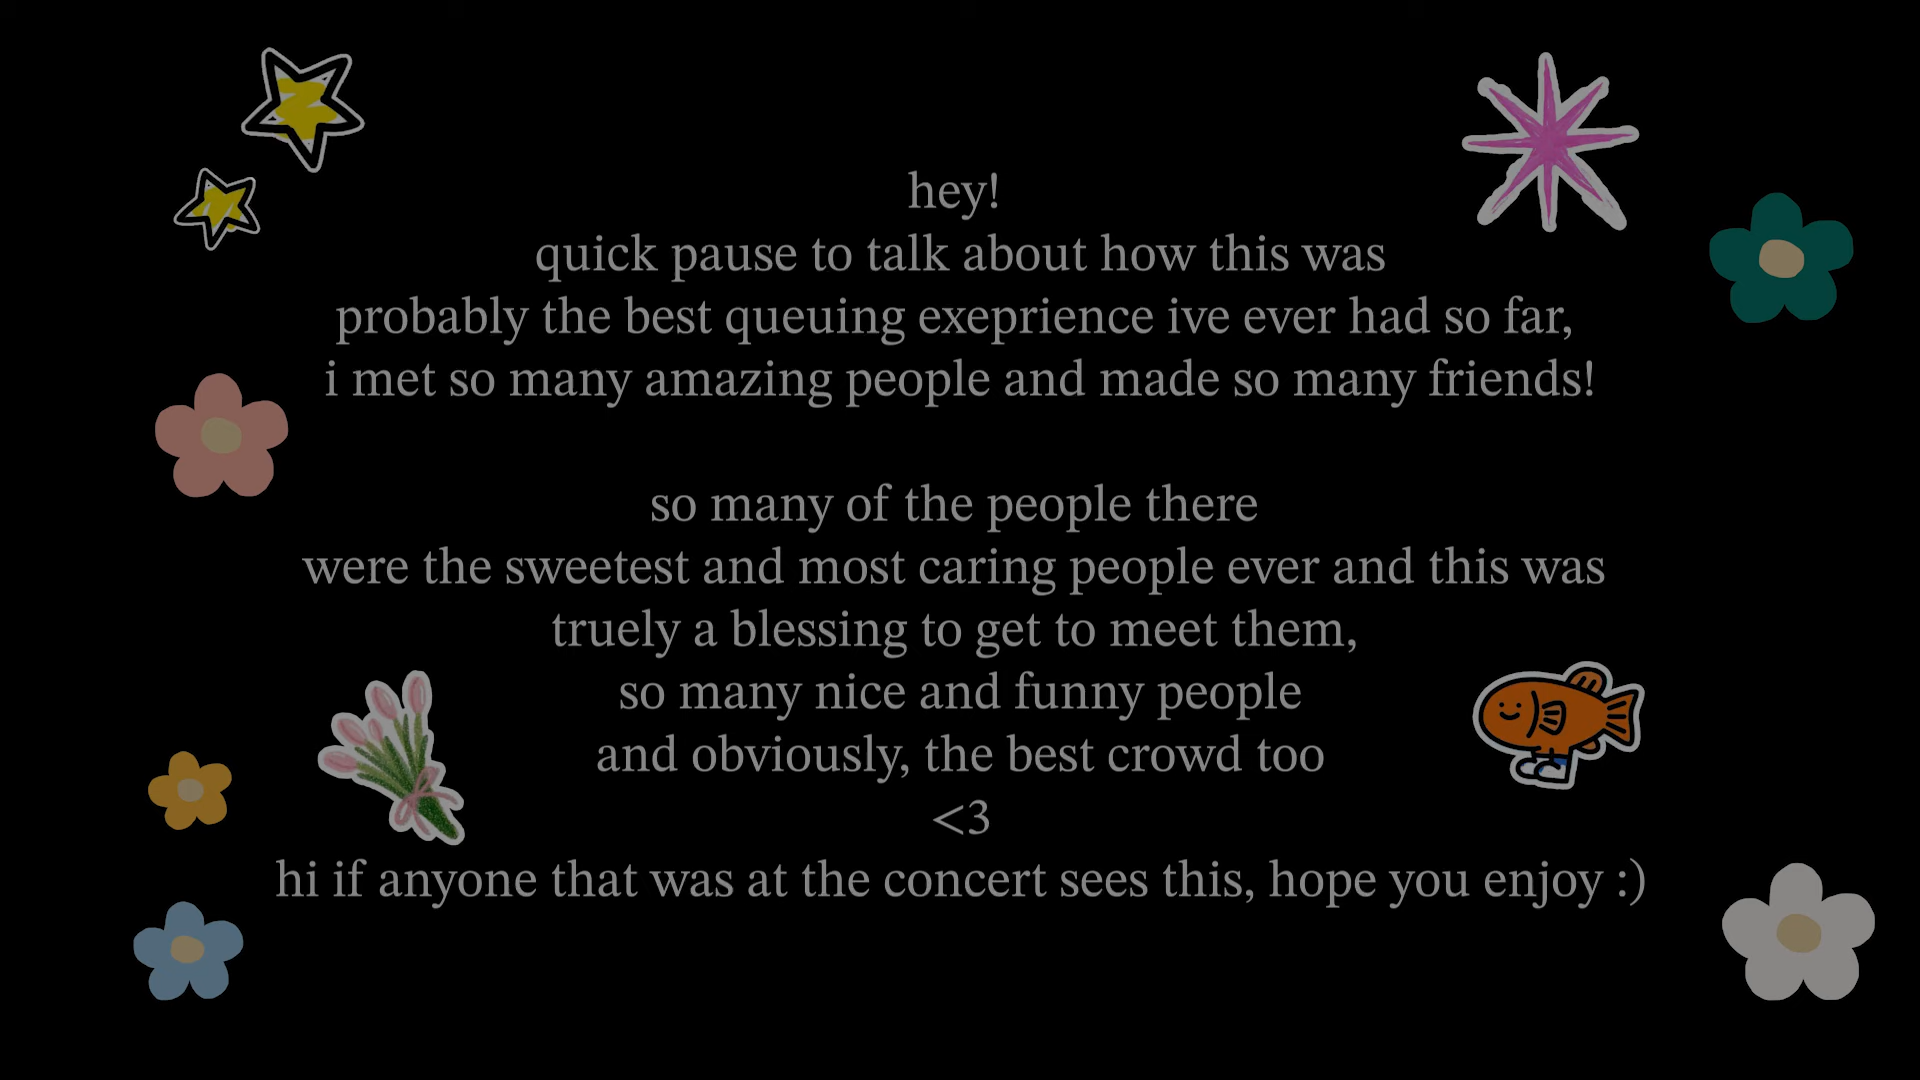 hey!
quick pause to talk about how this was
probably the best queuing exeprience ive ever had so far,
i met so many amazing people and made so many friends!
so many of the people there
were the sweetest and most caring people ever and this was
truely a blessing to get to meet them,
so many nice and funny people
and obviously, the best crowd too
<3
hi if anyone that was at the concert sees this, hope you enjoy :)